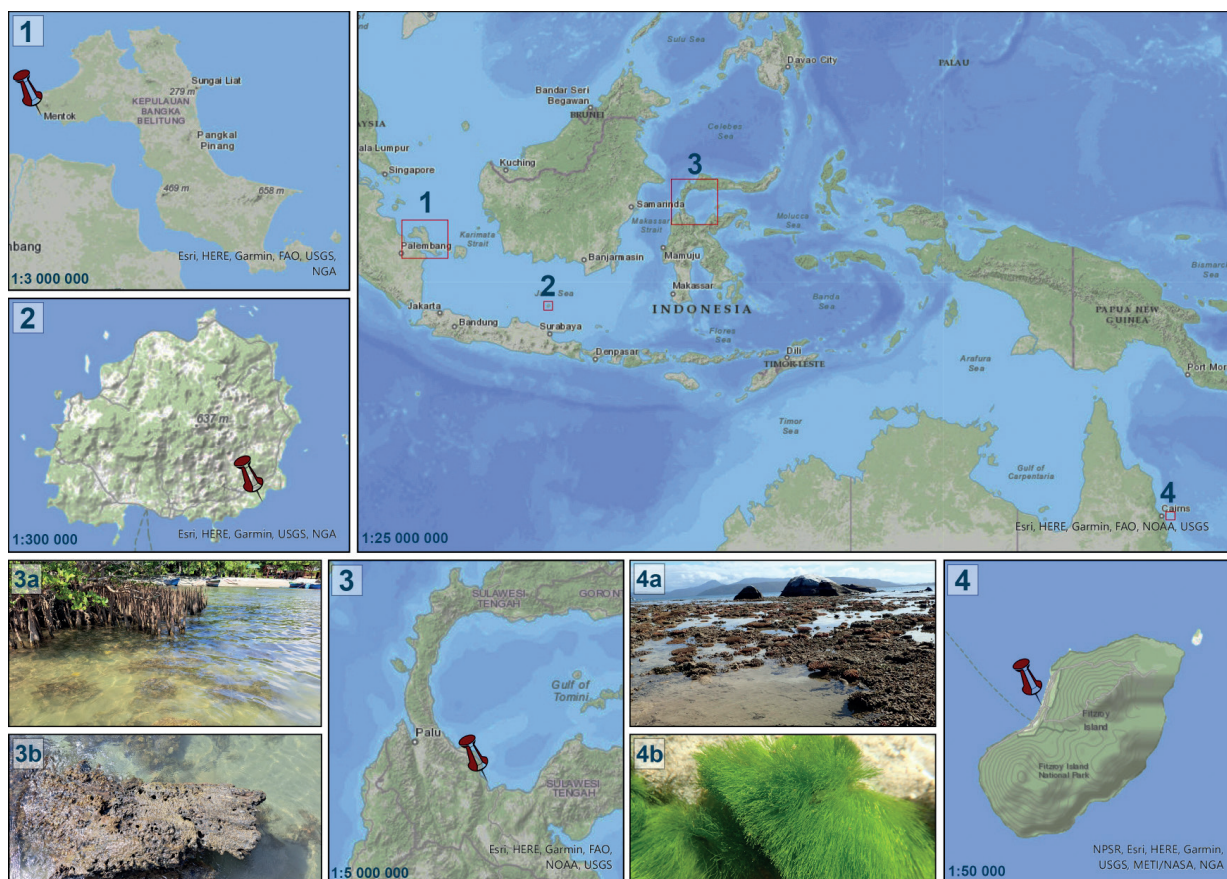 1
279 m
Sungai Liat
KEPULAUAN
BANGKA
BELITUNG
Mentok
Pangkal
Pinang
469 m
658 m
mbang
Esri, HERE, Garmin, FAO, USGS,
NGA
1:3 000 000
2
637 m
Esri, HERE, Garmin, USGS, NGA
1:300 000
Sulu Sea
Davao City
PALAU
Bandar Seri
Begawan
BRUNEI
AYSIA
ala Lumpur
Celebes
Sea
Singapore
Kuching
3
1
Samarinda
Makassar
Strait
Molucca
Sea
Karimata
Strait
Palembang
Banjarmasin
Mamuju
Bismarc
Sea
2
Sea
Makassar
Jakarta
INDONESIA
Banda
Sea
PAPUA NEW
GUINEA
Bandung
Surabaya
Flores
Sea
Denpasar
Dili
TIMOR-LESTE
Arafura
Sea
Port Mor
Timor
Sea
Gulf of
Carpentaria
4
Cairns
Esri, HERE, Garmin, FAO, NOAA, USGS
1:25 000 000
3a
3b
3
SULAWESI
TENGAH
GORONT
Gulf of
Tomini
Palu
SULAWESI
TENGAH
Esri, HERE, Garmin, FAO,
NOAA, USGS
1:5 000 000
4a
4b
4
Fitzroy
Island
Fitzroy Island
National Park
NPSR, Esri, HERE, Garmin,
USGS, METI/NASA, NGA
1:50 000